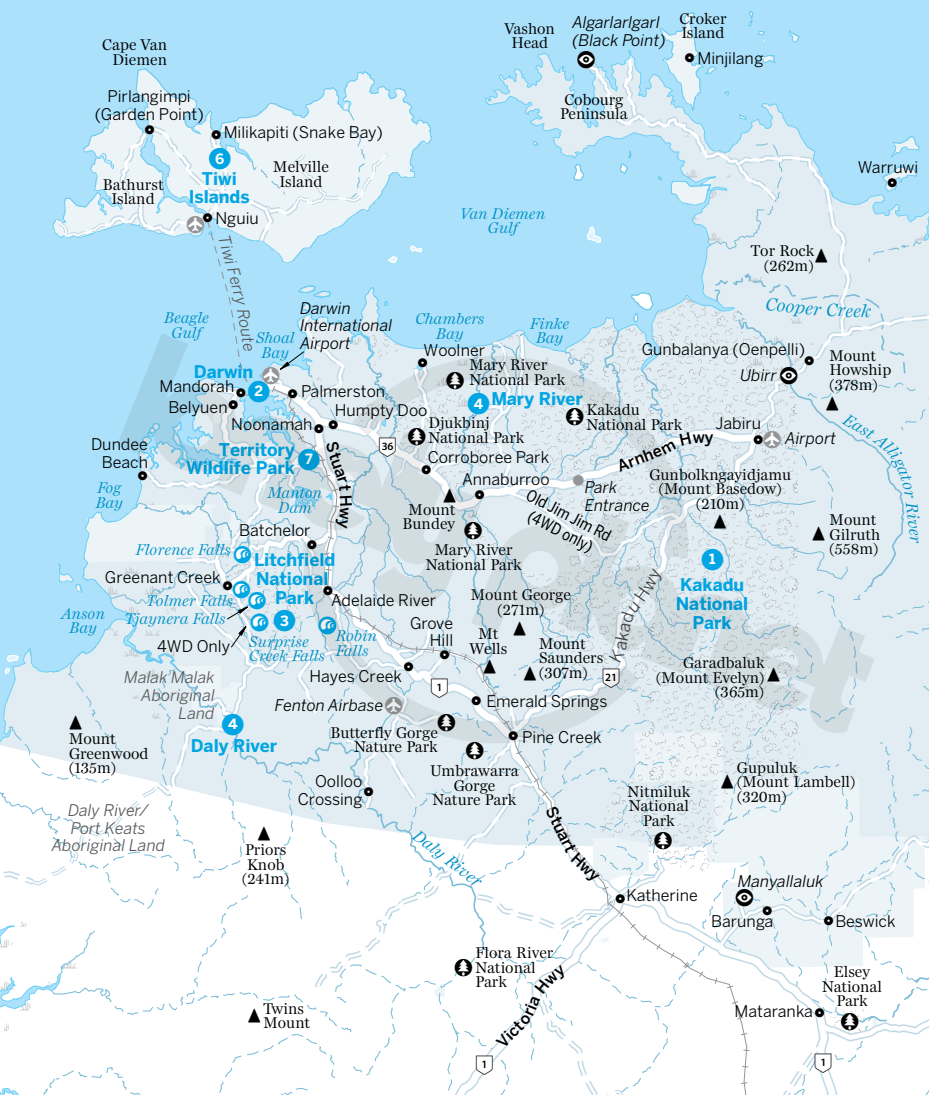 Cape Van
Diemen
Vashon
Head
Algarlarlgarl
(Black Point)
Croker
Island
Minjilang
Cobourg
Peninsula
Pirlangimpi
(Garden Point)
Milikapiti (Snake Bay)
6
Tiwi
Islands
Melville
Island
Bathurst
Island
Nguiu
Warruwi
Van Diemen
Gulf
Tiwi Ferry Route
Tor Rock
(262m)
Cooper Creek
Beagle
Gulf
Shoal
Bay
Darwin
International
Airport
Chambers
Bay
Finke
Bay
Woolner
Gunbalanya (Oenpelli)
Ubirr
Mount
Howship
(378m)
East Alligator River
Darwin
2
Mandorah
Belyuen
Palmerston
Humpty Doo
Noonamah
Mary River
National Park
4
Mary River
Kakadu
National Park
Djukbinj
National Park
36
Jabiru
Airport
Arnhem Hwy
Dundee
Beach
Fog
Bay
Territory
Wildlife Park
7
Stuart Hwy
Corroboree Park
Annaburroo
Park
Entrance
Gunbolkngayidjamu
(Mount Basedow)
(210m)
Manton
Dam
Mount
Bundey
Old Jim Jim Rd
(4WD only)
Mary River
National Park
Mount
Gilruth
(558m)
Batchelor
Florence Falls
Litchfield
National
Park
3
Greenant Creek
Tolmer Falls
Tjaynera Falls
4WD Only
Surprise
Creek Falls
Adelaide River
Robin
Falls
Anson
Bay
1
Kakadu
National
Park
Mount George
(271m)
Grove
Hill
Mt
Wells
Mount
Saunders
(307m)
Kakadu Hwy
21
Garadbaluk
(Mount Evelyn)
365m)
Hayes Creek
1
Malak Malak
Aboriginal
Land
Fenton Airbase
Emerald Springs
4
Daly River
Butterfly Gorge
Nature Park
Pine Creek
Mount
Greenwood
(135m)
Umbrawarra
Gorge
Nature Park
Oolloo
Crossing
Gupuluk
(Mount Lambell)
(320m)
Nitmiluk
National
Park
Daly River/
Port Keats
Aboriginal Land
Priors
Knob
(241m)
Daly River
Stuart Hwy
Katherine
Manyallaluk
Barunga
Beswick
Flora River
National
Park
Victoria Hwy
Elsey
National
Park
Mataranka
Twins
Mount
1
1
lonely planet